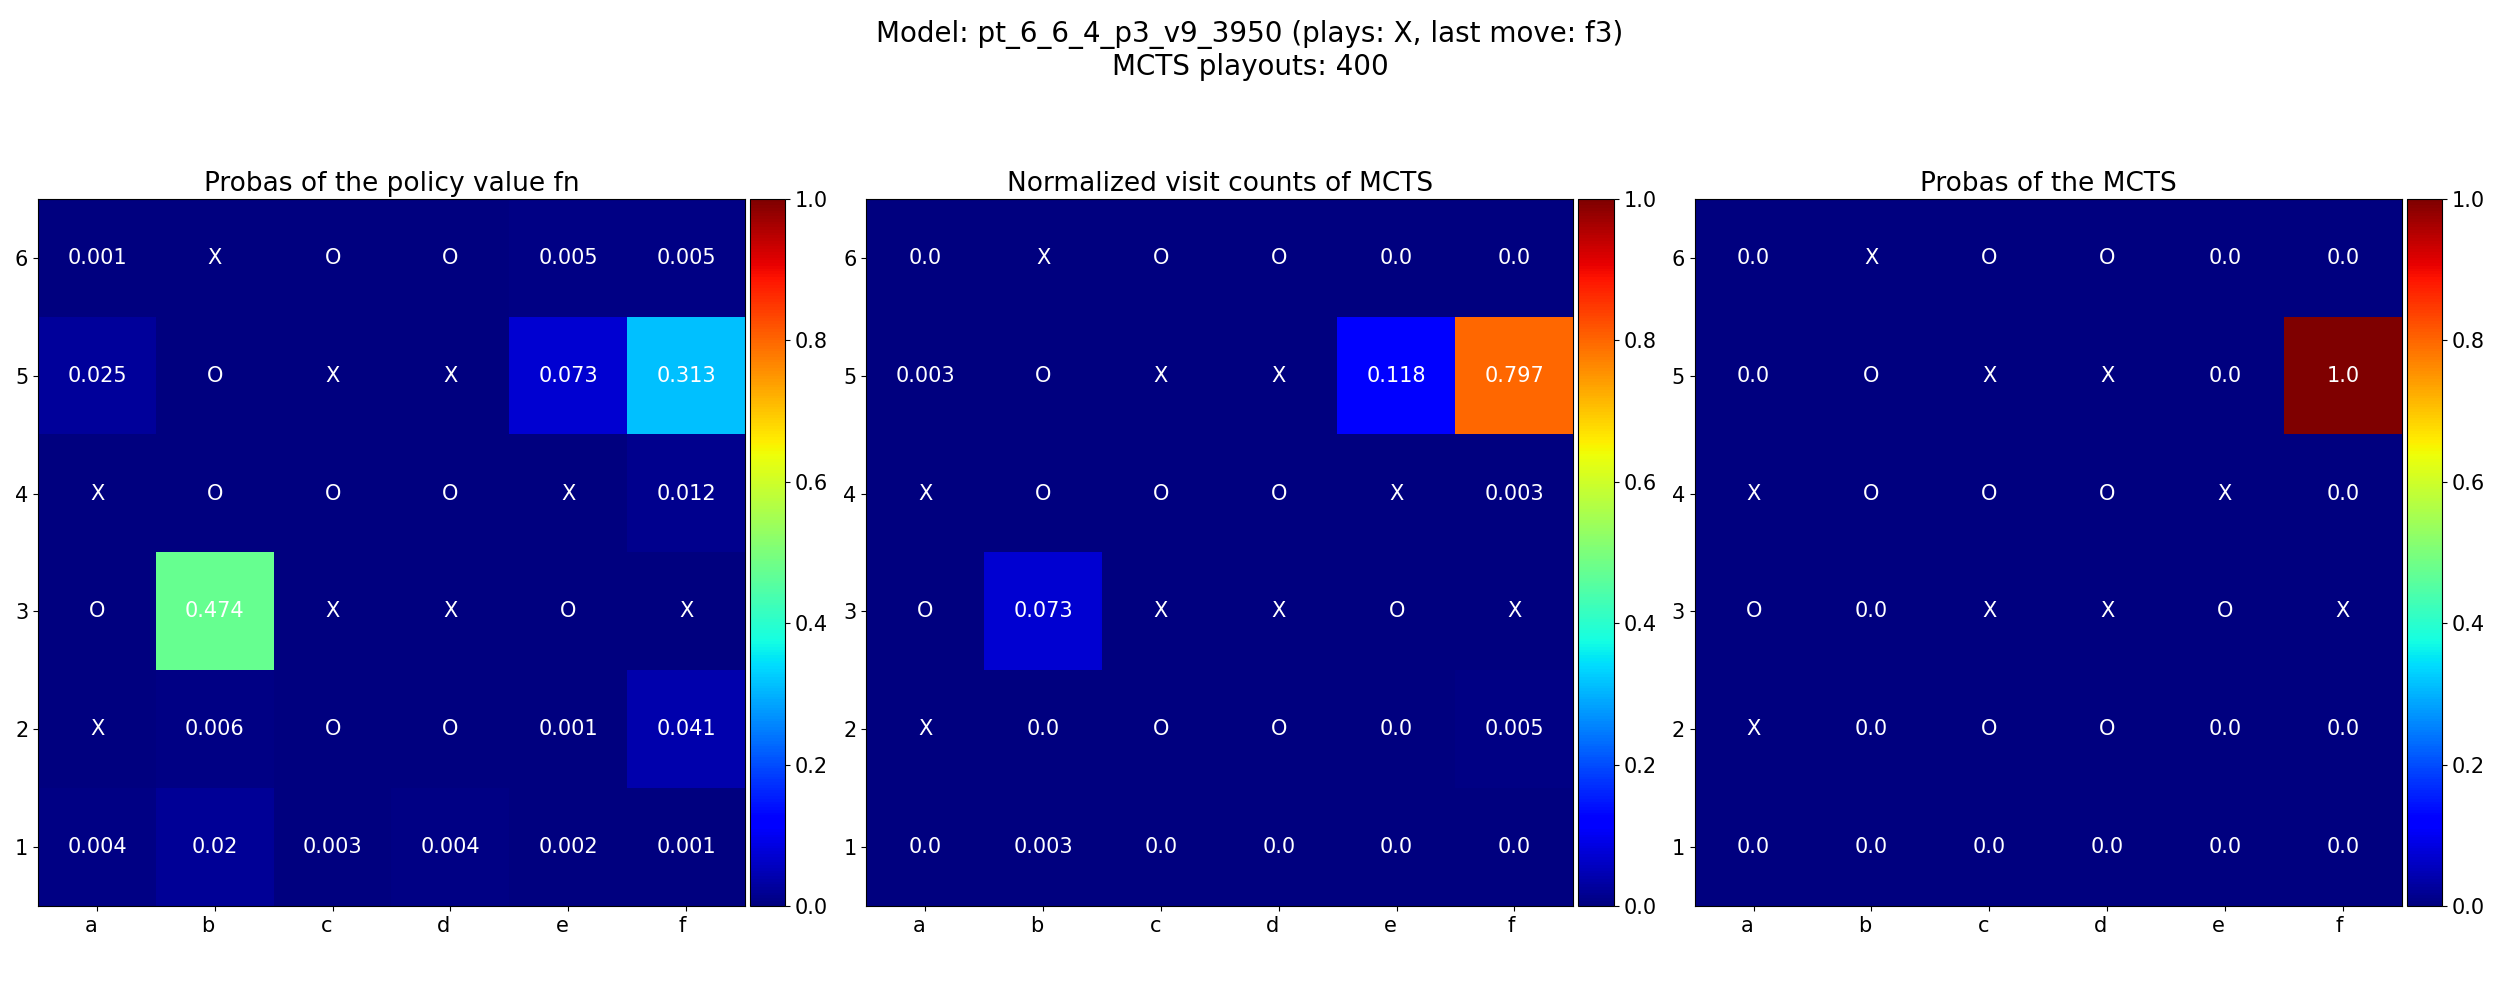 Model: pt_6_6_4_p3_v9_3950 (plays: X, last move: f3)
MCTS playouts: 400
Probas of the policy value fn
6 0.001 X O O 0.005 0.005
5 0.025 O X X 0.073 0.313
4 X O O O X 0.012
3 O 0.474 X X O X
2 X 0.006 O O 0.001 0.041
1 0.004 0.02 0.003 0.004 0.002 0.001
a b c d e f
1.0
0.8
0.6
0.4
0.2
0.0
Normalized visit counts of MCTS
6 0.0 X O O 0.0 0.0
5 0.003 O X X 0.118 0.797
4 X O O O X 0.003
3 O 0.073 X X O X
2 X 0.0 O O 0.0 0.005
1 0.0 0.003 0.0 0.0 0.0 0.0
a b c d e f
1.0
0.8
0.6
0.4
0.2
0.0
Probas of the MCTS
6 0.0 X O O 0.0 0.0
5 0.0 O X X 0.0 1.0
4 X O O O X 0.0
3 O 0.0 X X O X
2 X 0.0 O O 0.0 0.0
1 0.0 0.0 0.0 0.0 0.0 0.0
a b c d e f
1.0
0.8
0.6
0.4
0.2
0.0